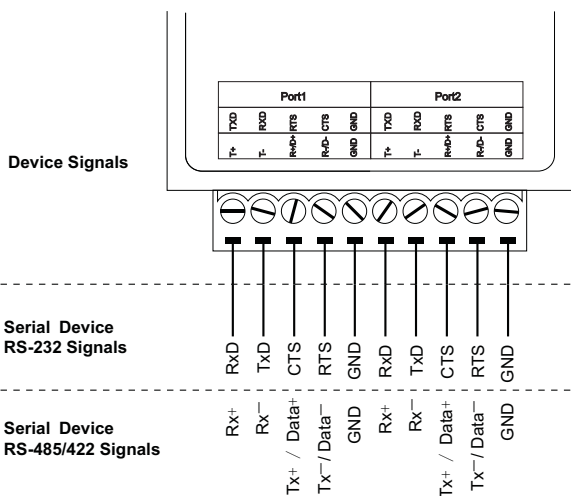 Port1 Port2
TXD RXD RTS CTS GND TXD RXD RTS CTS GND
T+ T- R+/D+ R-/D- GND T+ T- R+/D+ R-/D- GND
Device Signals
Serial Device
RS-232 Signals
RxD TxD CTS RTS GND RxD TxD CTS RTS GND
Serial Device
RS-485/422 Signals
Rx+ Rx− Tx+ / Data+ Tx−/Data− GND Rx+ Rx− Tx+ / Data+ Tx−/Data− GND